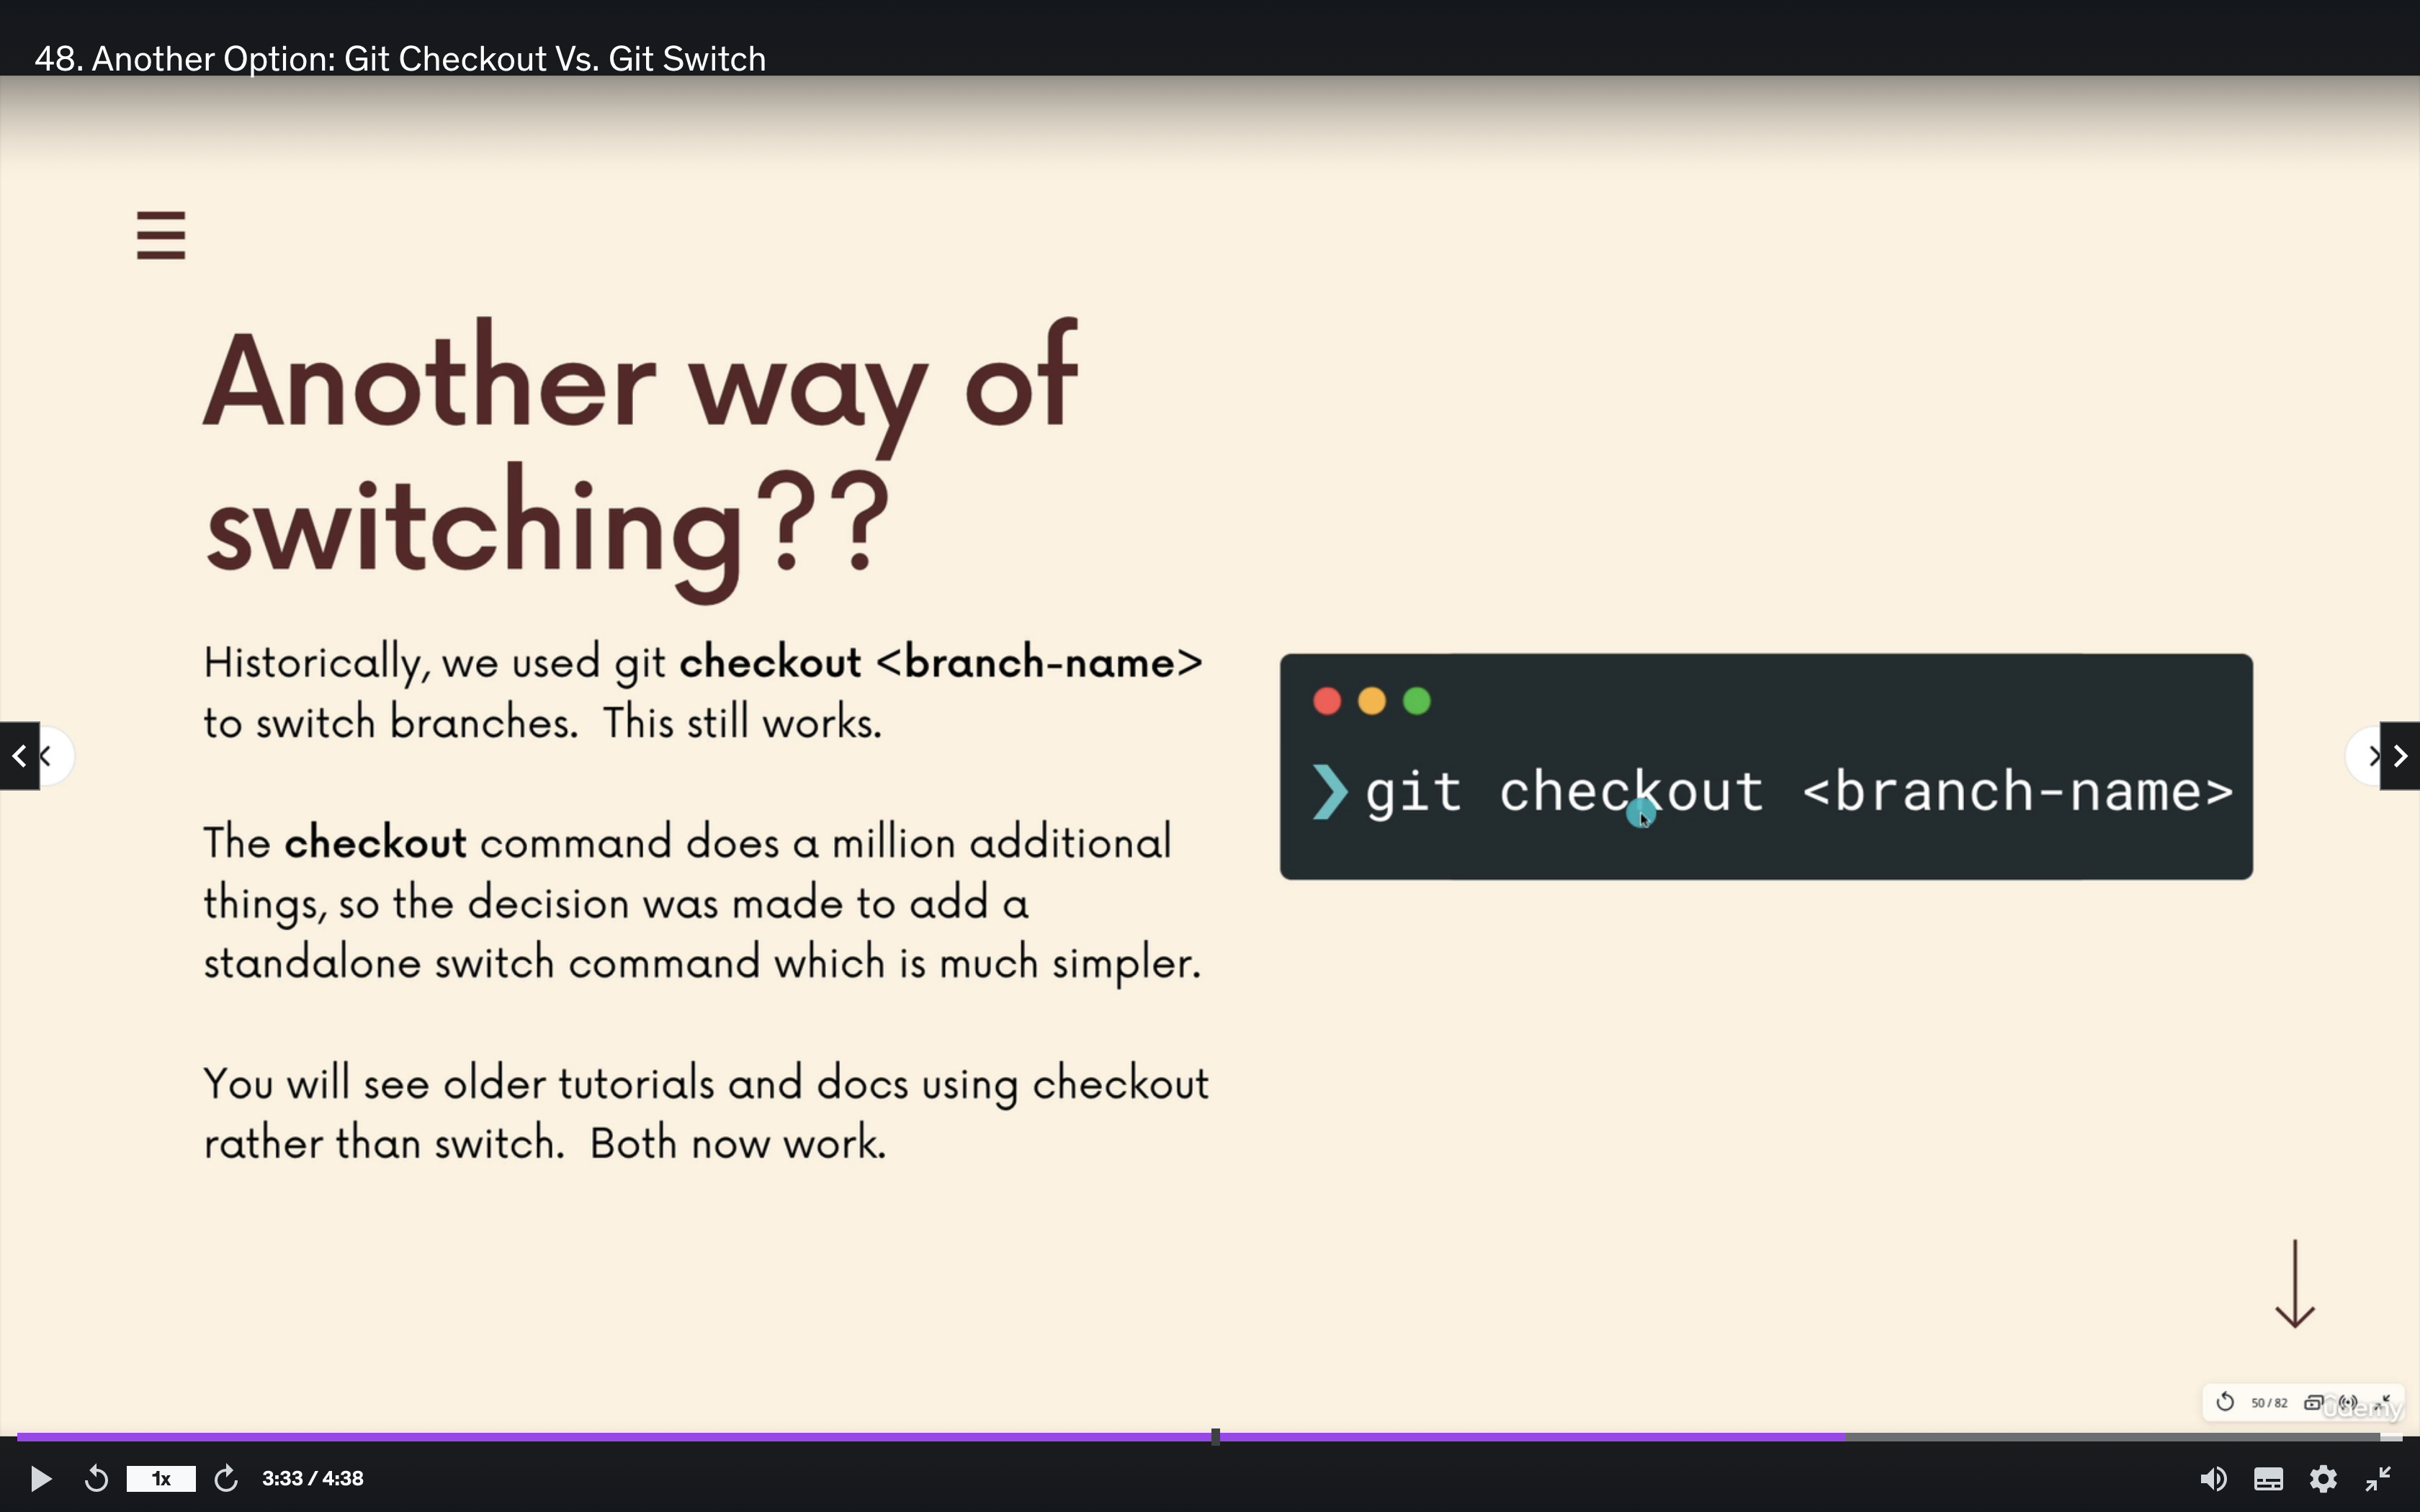 48. Another Option: Git Checkout Vs. Git Switch
Another way of
switching??
Historically, we used git checkout <branch-name>
to switch branches.  This still works.
The checkout command does a million additional
things, so the decision was made to add a
standalone switch command which is much simpler.
You will see older tutorials and docs using checkout
rather than switch.  Both now work.
❯ git checkout <branch-name>
50 / 82
ûdemy
1x
3:33 / 4:38